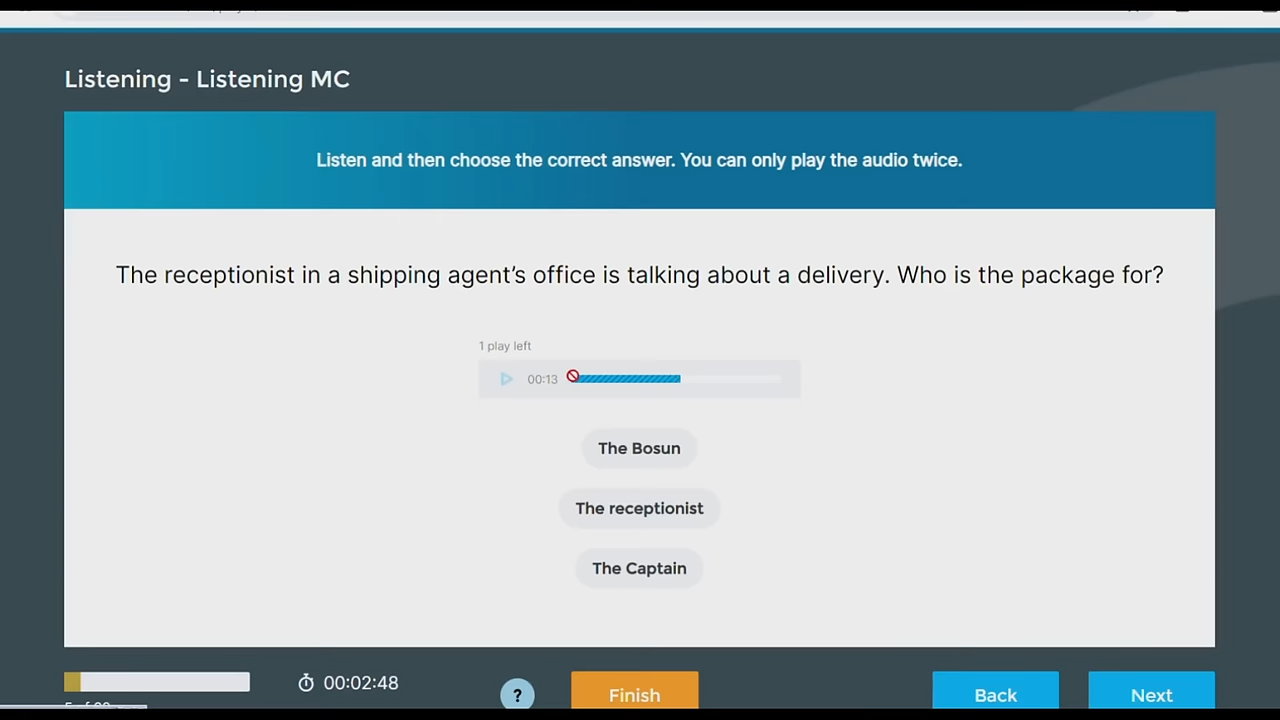 Listening - Listening MC
Listen and then choose the correct answer. You can only play the audio twice.
The receptionist in a shipping agent’s office is talking about a delivery. Who is the package for?
1 play left
00:13
The Bosun
The receptionist
The Captain
00:02:48
?
Finish
Back
Next